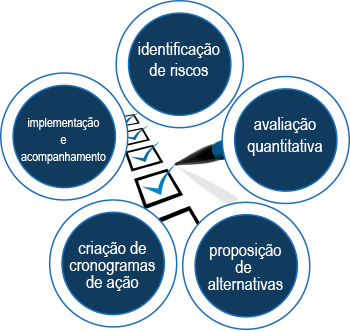 identificação
de riscos
avaliação
quantitativa
proposição
de
alternativas
criação de
cronogramas
de ação
implementação
e
acompanhamento